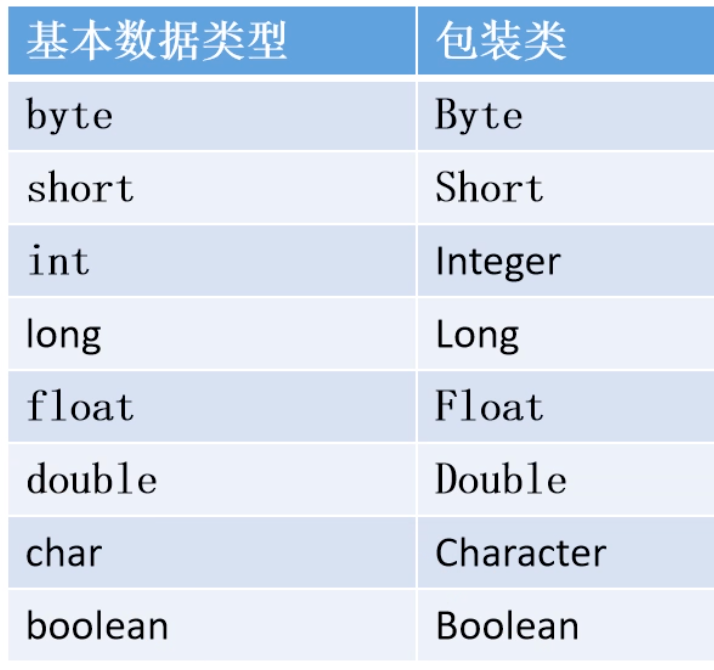 基本数据类型 包装类
byte Byte
short Short
int Integer
long Long
float Float
double Double
char Character
boolean Boolean